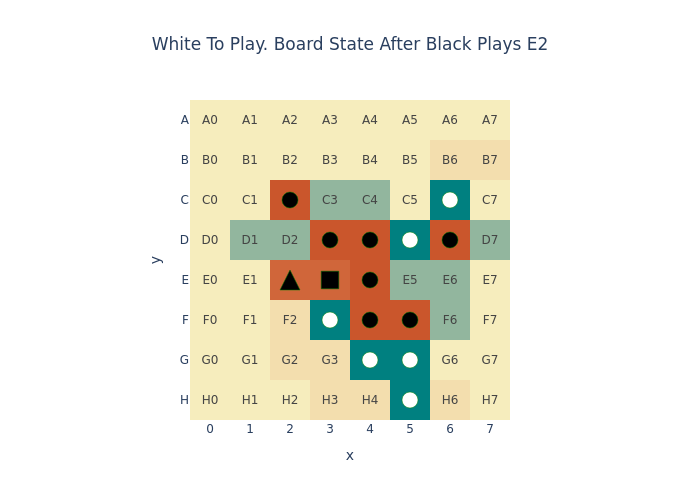 White To Play. Board State After Black Plays E2
A A0 A1 A2 A3 A4 A5 A6 A7
B B0 B1 B2 B3 B4 B5 B6 B7
C C0 C1 C3 C4 C5 C7
D D0 D1 D2 D7
E E0 E1 E5 E6 E7
F F0 F1 F2 F6 F7
G G0 G1 G2 G3 G6 G7
H H0 H1 H2 H3 H4 H6 H7
0 1 2 3 4 5 6 7
x
y